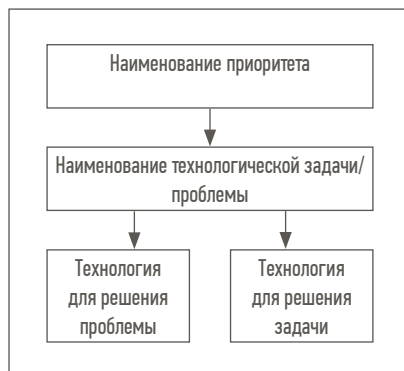 Наименование приоритета
Наименование технологической задачи/
проблемы
Технология
для решения
проблемы
Технология
для решения
задачи